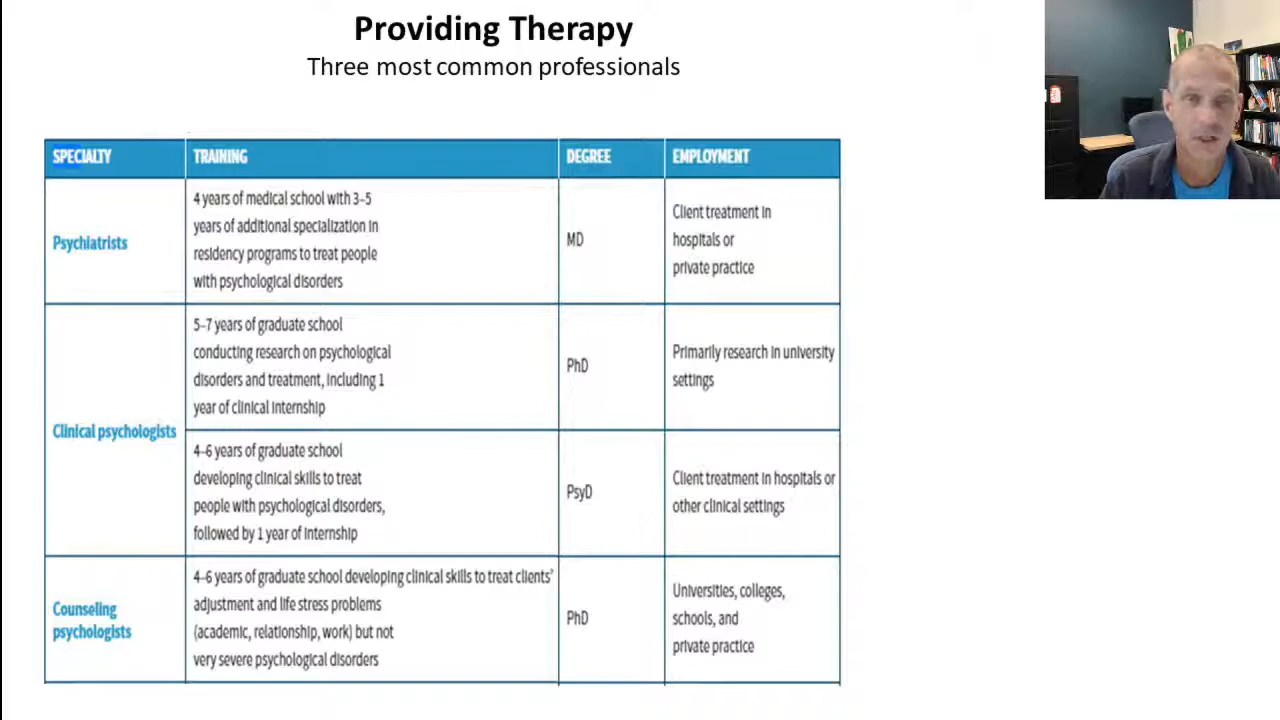 Providing Therapy
Three most common professionals
SPECIALTY
TRAINING
DEGREE
EMPLOYMENT
Psychiatrists
4 years of medical school with 3–5
years of additional specialization in
residency programs to treat people
with psychological disorders
MD
Client treatment in
hospitals or
private practice
Clinical psychologists
5–7 years of graduate school
conducting research on psychological
disorders and treatment, including 1
year of clinical internship
PhD
Primarily research in university
settings
4–6 years of graduate school
developing clinical skills to treat
people with psychological disorders,
followed by 1 year of internship
PsyD
Client treatment in hospitals or
other clinical settings
Counseling
psychologists
4–6 years of graduate school developing clinical skills to treat clients'
adjustment and life stress problems
(academic, relationship, work) but not
very severe psychological disorders
PhD
Universities, colleges,
schools, and
private practice